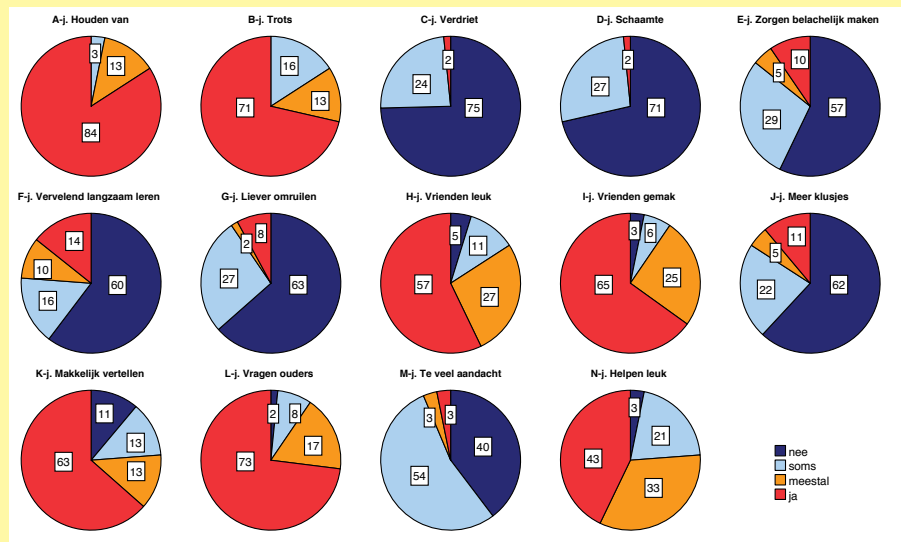 A-j. Houden van
3
13
84
B-j. Trots
16
13
71
C-j. Verdriet
2
24
75
D-j. Schaamte
2
27
71
E-j. Zorgen belachelijk maken
10
5
29
57
F-j. Vervelend langzaam leren
14
10
16
60
G-j. Liever omruilen
8
2
27
63
H-j. Vrienden leuk
5
11
57
27
I-j. Vrienden gemak
3
6
25
65
J-j. Meer klusjes
11
5
22
62
K-j. Makkelijk vertellen
11
13
13
63
L-j. Vragen ouders
2
8
17
73
M-j. Te veel aandacht
3
3
40
54
N-j. Helpen leuk
3
21
43
33
nee
soms
meestal
ja